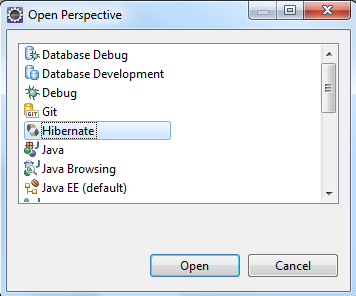 Open Perspective
Database Debug
Database Development
Debug
GIT Git
Hibernate
Java
Java Browsing
Java EE (default)
Open Cancel